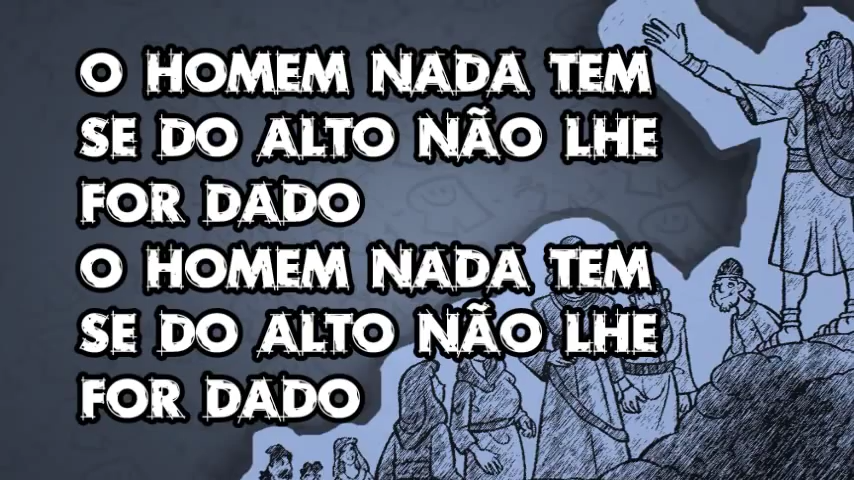 O HOMEM NADA TEM
SE DO ALTO NÃO LHE
FOR DADO
O HOMEM NADA TEM
SE DO ALTO NÃO LHE
FOR DADO